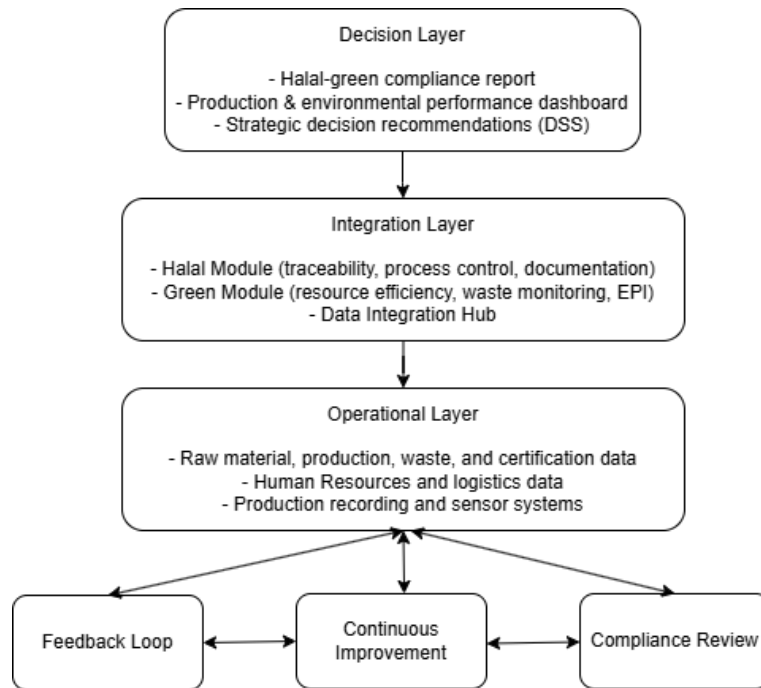 Decision Layer
- Halal-green compliance report
- Production & environmental performance dashboard
- Strategic decision recommendations (DSS)
Integration Layer
- Halal Module (traceability, process control, documentation)
- Green Module (resource efficiency, waste monitoring, EPI)
- Data Integration Hub
Operational Layer
- Raw material, production, waste, and certification data
- Human Resources and logistics data
- Production recording and sensor systems
Feedback Loop
Continuous
Improvement
Compliance Review